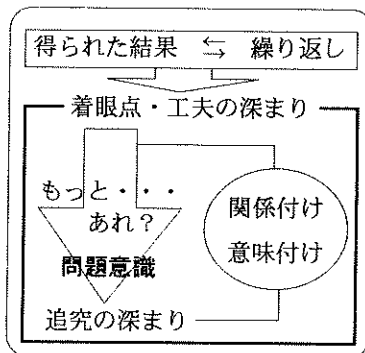 得られた結果 ⇆ 繰り返し
着眼点・工夫の深まり
もっと・・・
あれ？
問題意識
関係付け
意味付け
追究の深まり